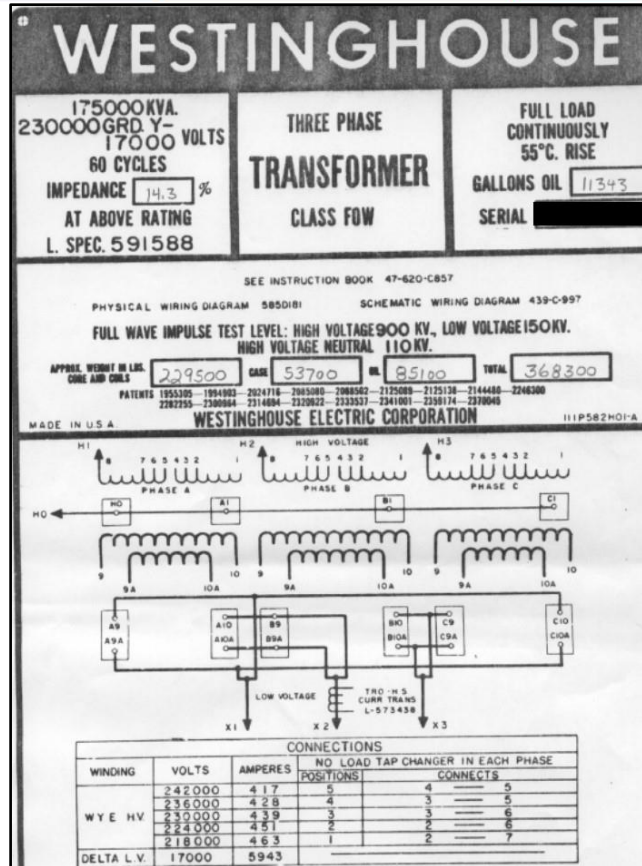 WESTINGHOUSE
175000 KVA.
230000 GRD. Y-
17000 VOLTS
60 CYCLES
IMPEDANCE 14.3 %
AT ABOVE RATING
L. SPEC. 591588
THREE PHASE
TRANSFORMER
CLASS FOW
FULL LOAD
CONTINUOUSLY
55°C. RISE
GALLONS OIL 11343
SERIAL
SEE INSTRUCTION BOOK 47-620-C857
PHYSICAL WIRING DIAGRAM 585D181 SCHEMATIC WIRING DIAGRAM 439-C-997
FULL WAVE IMPULSE TEST LEVEL: HIGH VOLTAGE 900 KV., LOW VOLTAGE 150 KV.
HIGH VOLTAGE NEUTRAL 110 KV.
APPROX. WEIGHT IN LBS.
CORE AND COILS 229500 CASE 53700 OIL 85100 TOTAL 368300
PATENTS
WESTINGHOUSE ELECTRIC CORPORATION
MADE IN U.S.A. 111P582H01-A
H1 H2 HIGH VOLTAGE H3
8 7 6 5 4 3 2 1 8 7 6 5 4 3 2 1 8 7 6 5 4 3 2 1
PHASE A PHASE B PHASE C
H0 H0 A1 B1 C1
9 10 9 10 9 10
9A 10A 9A 10A 9A 10A
A9 A10 B9 B10 C9 C10
A9A A10A B9A B10A C9A C10A
LOW VOLTAGE
TRO-H.S
CURR TRANS
L-573438
X1 X2 X3
CONNECTIONS
WINDING VOLTS AMPERES NO LOAD TAP CHANGER IN EACH PHASE
POSITIONS CONNECTS
242000 417 5 4 — 5
236000 428 4 3 — 5
WYE H.V. 230000 439 3 3 — 6
224000 451 2 2 — 6
218000 463 1 2 — 7
DELTA L.V. 17000 5943